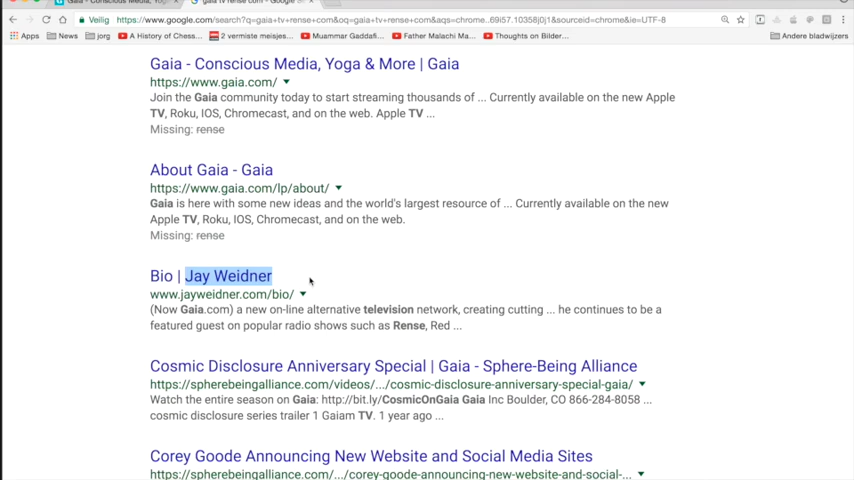 Gaia - Conscious Media, Yoga
gaia tv rense com - Google Se
Veilig https://www.google.com/search?q=gaia+tv+rense+com&oq=gaia+tv+rense+com&aqs=chrome..69i57.10358j0j1&sourceid=chrome&ie=UTF-8
Apps News jorg A History of Chess... 2 vermiste meisjes... Muammar Gaddafi... Father Malachi Ma... Thoughts on Bilder... Andere bladwijzers
Gaia - Conscious Media, Yoga & More | Gaia
https://www.gaia.com/
Join the Gaia community today to start streaming thousands of ... Currently available on the new Apple
TV, Roku, IOS, Chromecast, and on the web. Apple TV ...
Missing: rense
About Gaia - Gaia
https://www.gaia.com/lp/about/
Gaia is here with some new ideas and the world's largest resource of ... Currently available on the new
Apple TV, Roku, IOS, Chromecast, and on the web.
Missing: rense
Bio | Jay Weidner
www.jayweidner.com/bio/
(Now Gaia.com) a new on-line alternative television network, creating cutting ... he continues to be a
featured guest on popular radio shows such as Rense, Red ...
Cosmic Disclosure Anniversary Special | Gaia - Sphere-Being Alliance
https://spherebeingalliance.com/videos/.../cosmic-disclosure-anniversary-special-gaia/
Watch the entire season on Gaia: http://bit.ly/CosmicOnGaia Gaia Inc Boulder, CO 866-284-8058 ...
cosmic disclosure series trailer 1 Gaiam TV. 1 year ago ...
Corey Goode Announcing New Website and Social Media Sites
https://spherebeingalliance.com/.../corey-goode-announcing-new-website-and-social-...